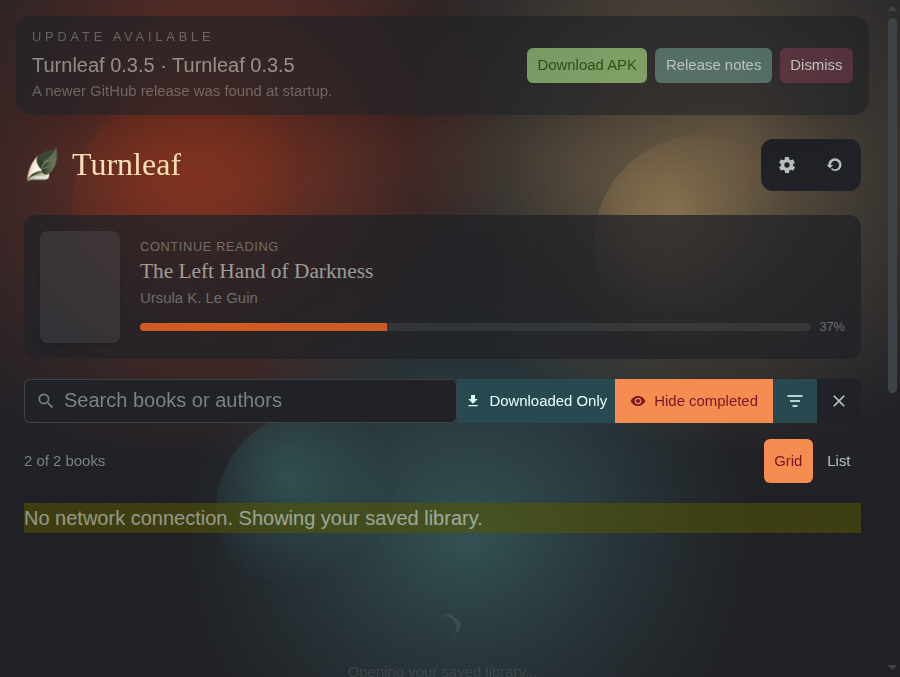 UPDATE AVAILABLE
Turnleaf 0.3.5 · Turnleaf 0.3.5
A newer GitHub release was found at startup.
Download APK
Release notes
Dismiss
Turnleaf
CONTINUE READING
The Left Hand of Darkness
Ursula K. Le Guin
37%
Search books or authors
Downloaded Only
Hide completed
2 of 2 books
Grid
List
No network connection. Showing your saved library.
Opening your saved library...